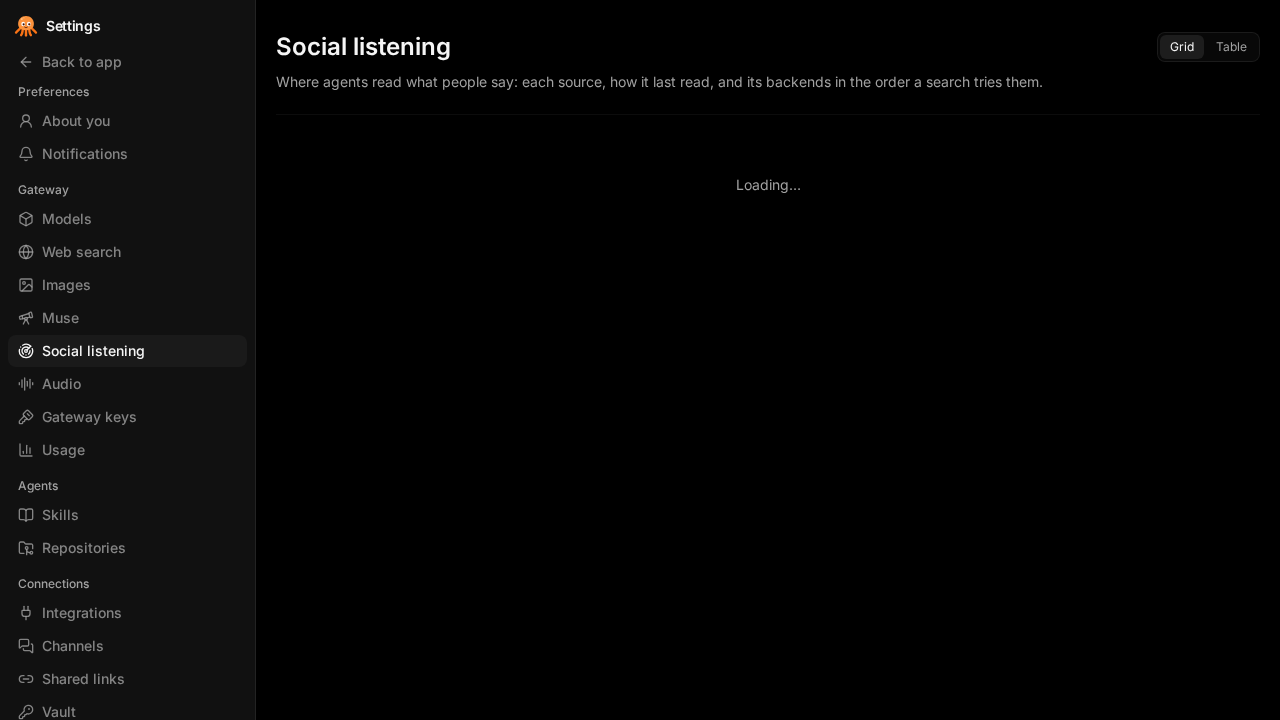 Settings
Back to app
Preferences
About you
Notifications
Gateway
Models
Web search
Images
Muse
Social listening
Audio
Gateway keys
Usage
Agents
Skills
Repositories
Connections
Integrations
Channels
Shared links
Vault
Social listening
Grid
Table
Where agents read what people say: each source, how it last read, and its backends in the order a search tries them.
Loading...